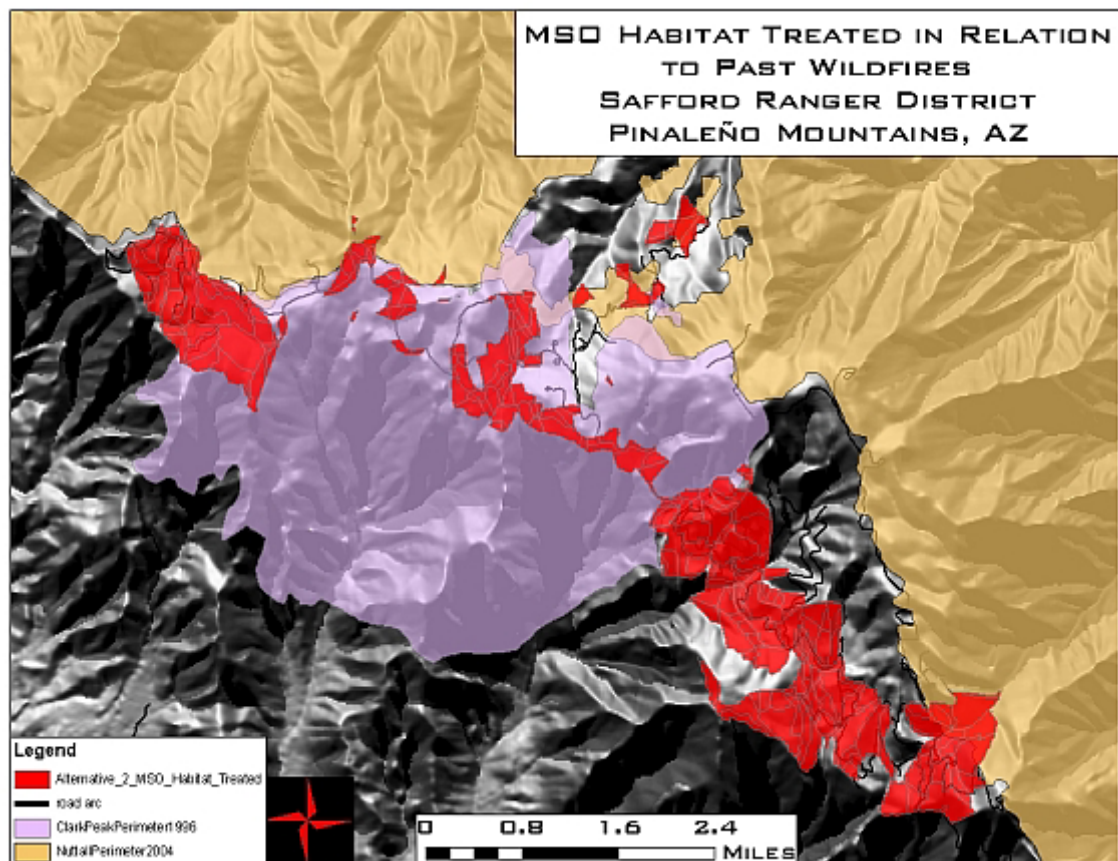 MSO Habitat Treated in Relation
to Past Wildfires
Safford Ranger District
Pinaleño Mountains, AZ
Legend
Alternative_2_MSO_Habitat_Treated
road arc
ClarkPeakPerimeter1996
NuttallPerimeter2004
0 0.8 1.6 2.4
Miles